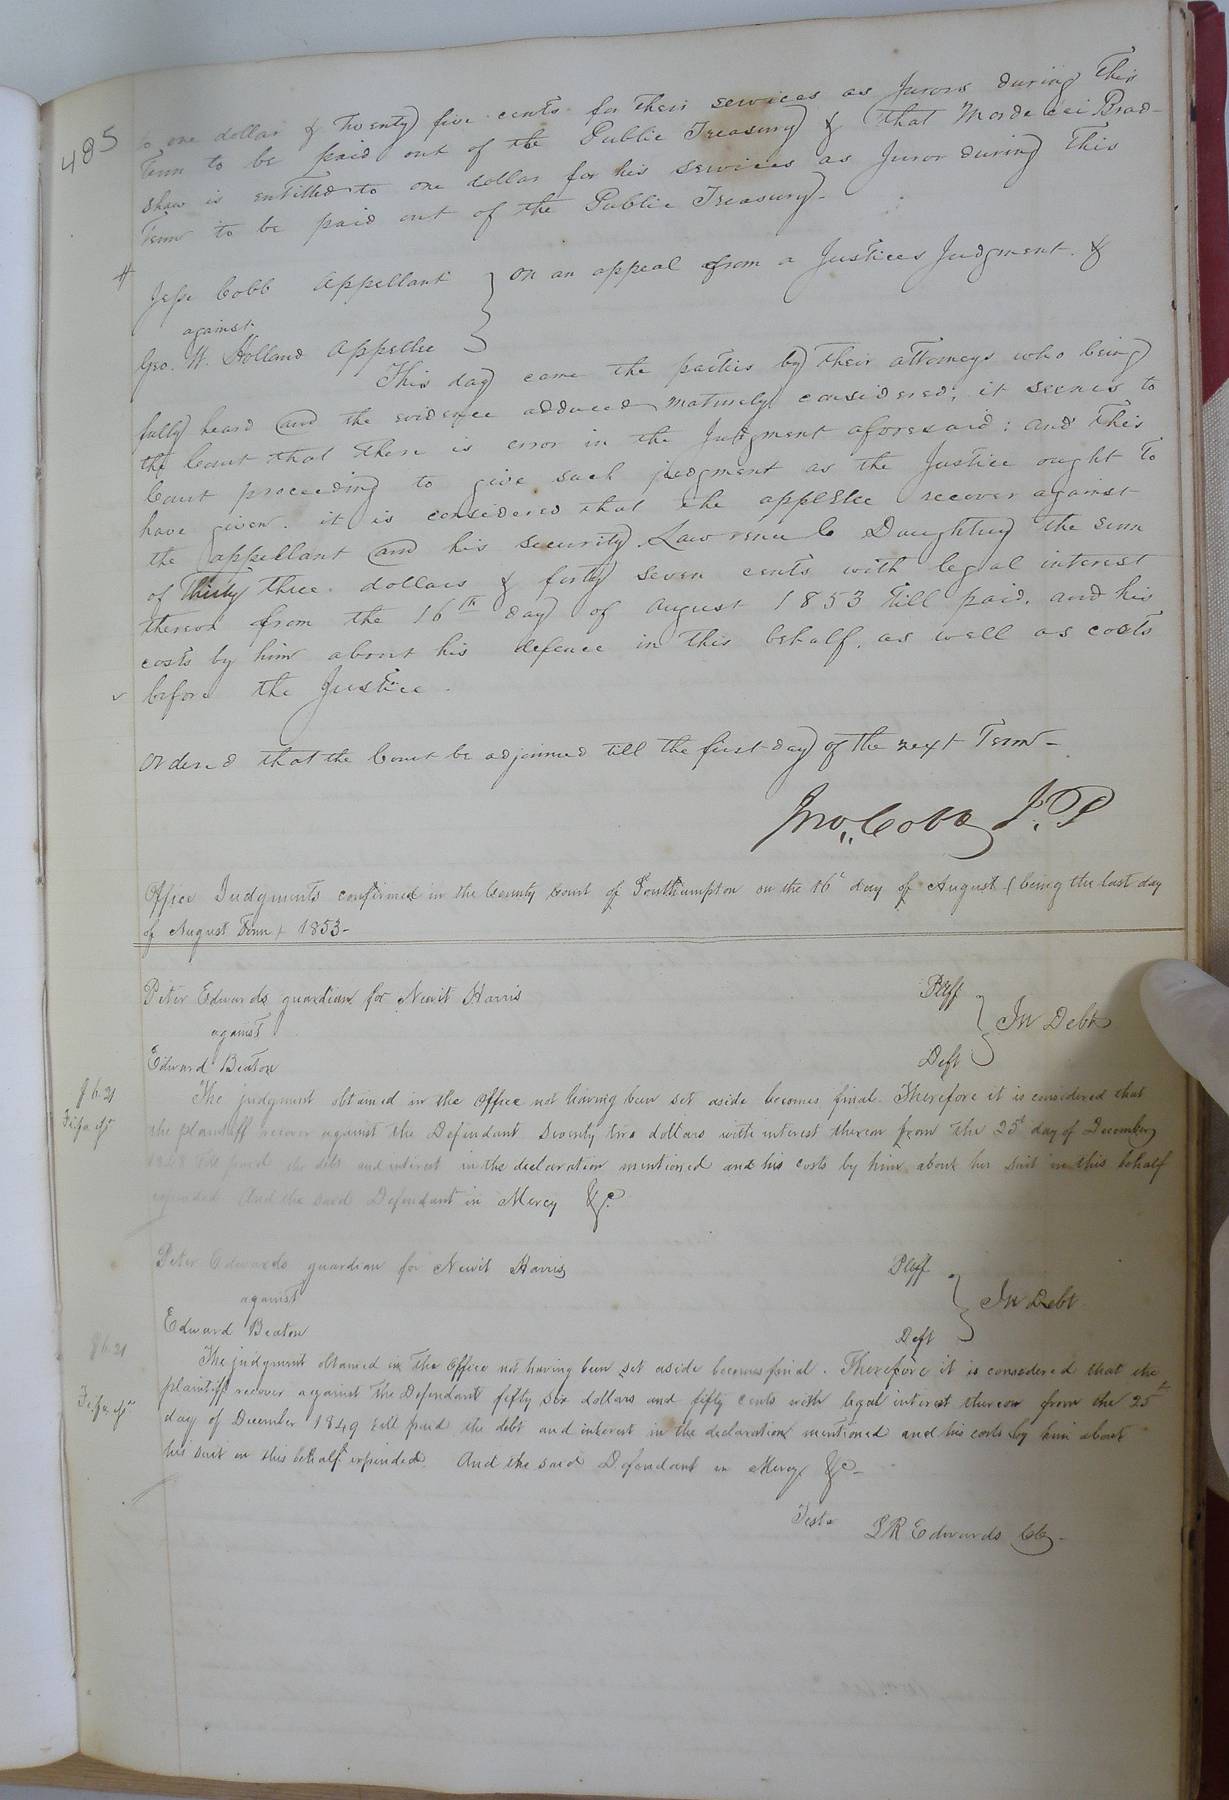 485
to one dollar & Twenty five cents for their services as Jurors during This
Term to be paid out of the Public Treasury & that Mordecai Brad-
shaw is entitled to one dollar for his services as Juror during This
Term to be paid out of the Public Treasury.
#
Jesse Cobb Appellant } on an appeal from a Justices Judgment. &
against
Geo. W. Holland Appellee
This day came the parties by their attorneys who being
fully heard and the evidence adduced maturely considered; it seems to
the Court that there is error in the Judgment aforesaid: and this
Court proceeding to give such judgment as the Justice ought to
have given. it is considered that the appellee recover against
the appellant and his security Lawrence C Daughtry the sum
of Thirty three dollars & forty seven cents with legal interest
thereon from the 16th day of August 1853 till paid, and his
costs by him about his defence in this behalf, as well as costs
before the Justice.
Ordered that the Court be adjourned till the first day of the next Term-
Jno. Cobb J.P
Office Judgments confirmed in the County Court of Southampton on the 16th day of August (being the last day
of August Term) 1853-
Peter Edwards guardian for Newit Harris Plff
against } In Debt
Edward Beaton Deft
The judgment obtained in the Office not having been set aside becomes final. Therefore it is considered that
the plaintiff recover against the Defendant Seventy two dollars with interest thereon from the 25th day of December
1848 till paid the debt and interest in the declaration mentioned and his costs by him about his suit in this behalf
expended And the said Defendant in Mercy &c.
Peter Edwards guardian for Newit Harris Plff
against } In Debt
Edward Beaton Deft
The judgment obtained in the Office not having been set aside becomes final. Therefore it is considered that the
plaintiff recover against the Defendant fifty six dollars and fifty cents with legal interest thereon from the 25th
day of December 1849 till paid the debt and interest in the declaration mentioned and his costs by him about
his suit in this behalf expended. And the said Defendant in Mercy &c-
Teste LR Edwards CC-